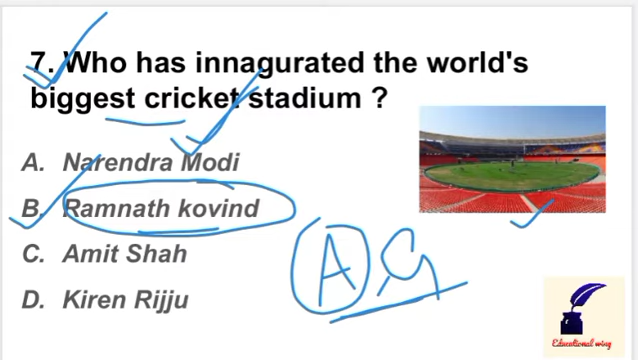 7. Who has innagurated the world's
biggest cricket stadium ?
A. Narendra Modi
B. Ramnath kovind
C. Amit Shah
D. Kiren Rijju
A G
Educational wing